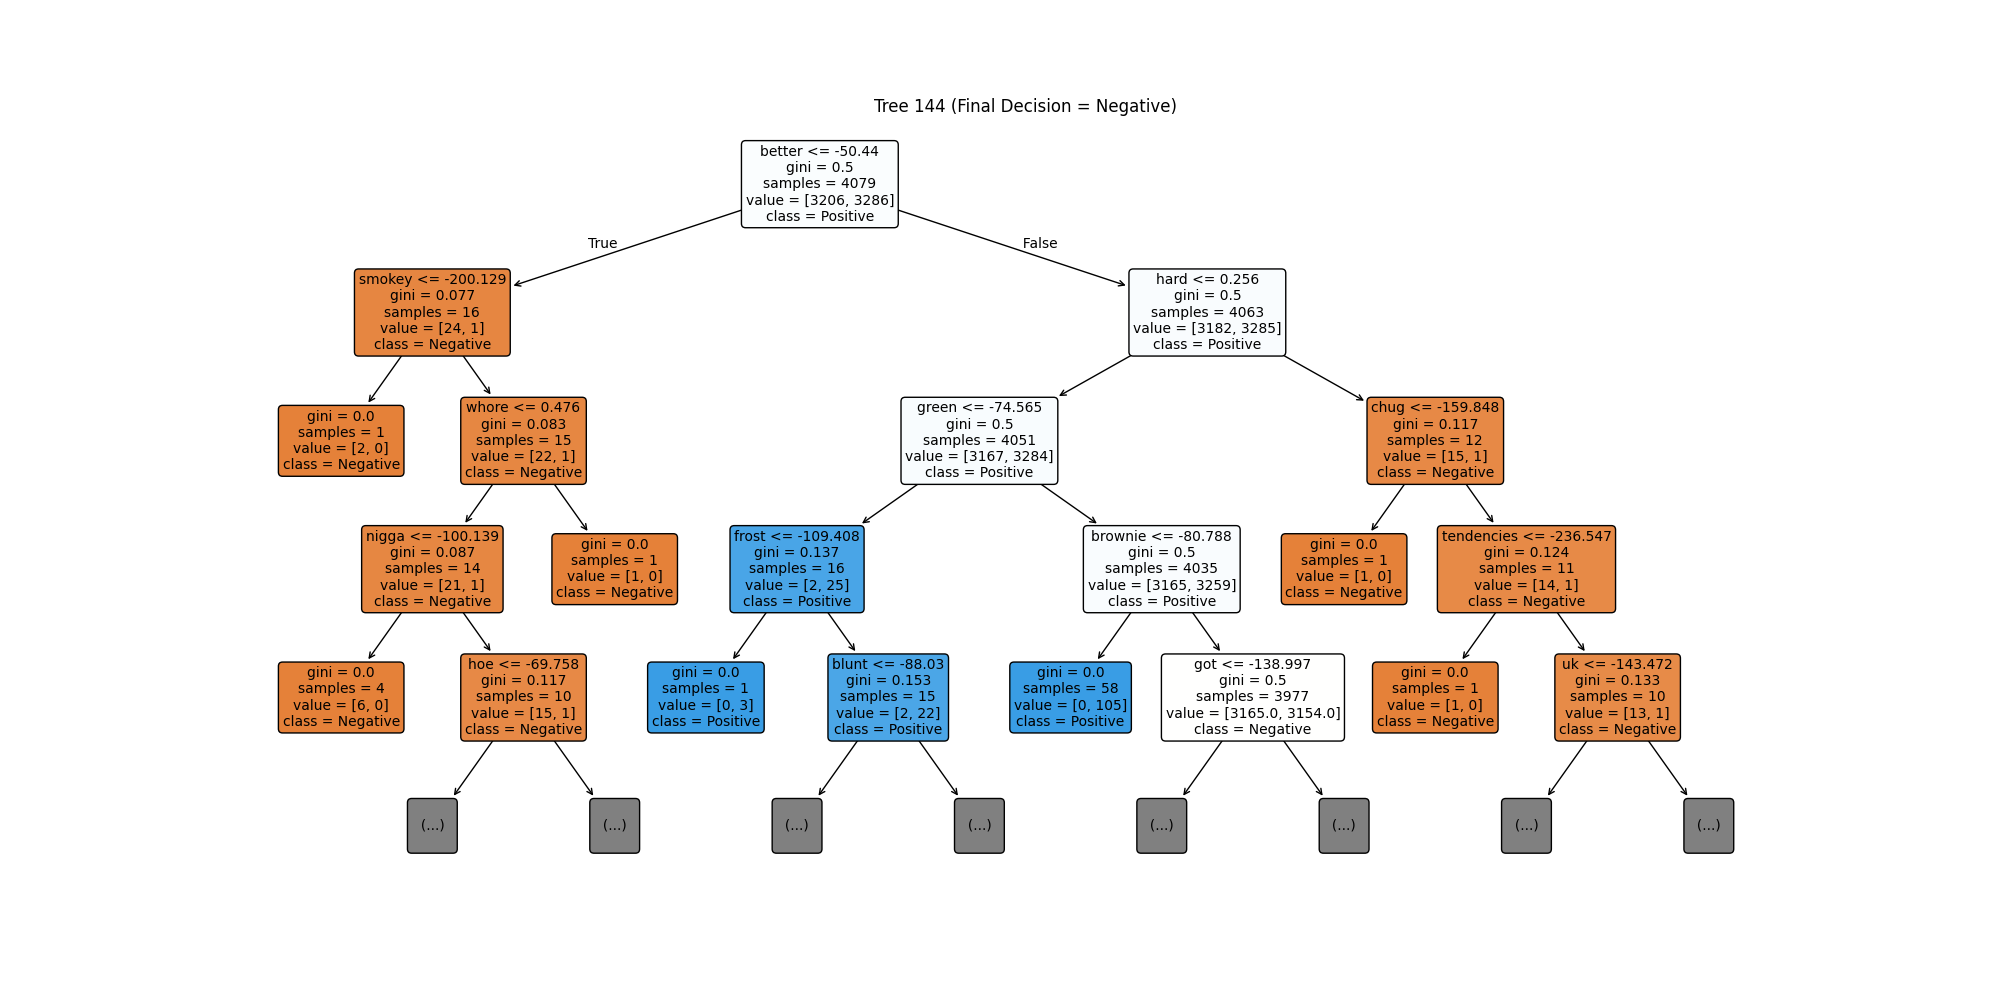 Tree 144 (Final Decision = Negative)
better <= -50.44
gini = 0.5
samples = 4079
value = [3206, 3286]
class = Positive
True
False
smokey <= -200.129
gini = 0.077
samples = 16
value = [24, 1]
class = Negative
hard <= 0.256
gini = 0.5
samples = 4063
value = [3182, 3285]
class = Positive
gini = 0.0
samples = 1
value = [2, 0]
class = Negative
whore <= 0.476
gini = 0.083
samples = 15
value = [22, 1]
class = Negative
green <= -74.565
gini = 0.5
samples = 4051
value = [3167, 3284]
class = Positive
chug <= -159.848
gini = 0.117
samples = 12
value = [15, 1]
class = Negative
nigga <= -100.139
gini = 0.087
samples = 14
value = [21, 1]
class = Negative
gini = 0.0
samples = 1
value = [1, 0]
class = Negative
frost <= -109.408
gini = 0.137
samples = 16
value = [2, 25]
class = Positive
brownie <= -80.788
gini = 0.5
samples = 4035
value = [3165, 3259]
class = Positive
gini = 0.0
samples = 1
value = [1, 0]
class = Negative
tendencies <= -236.547
gini = 0.124
samples = 11
value = [14, 1]
class = Negative
gini = 0.0
samples = 4
value = [6, 0]
class = Negative
hoe <= -69.758
gini = 0.117
samples = 10
value = [15, 1]
class = Negative
gini = 0.0
samples = 1
value = [0, 3]
class = Positive
blunt <= -88.03
gini = 0.153
samples = 15
value = [2, 22]
class = Positive
gini = 0.0
samples = 58
value = [0, 105]
class = Positive
got <= -138.997
gini = 0.5
samples = 3977
value = [3165.0, 3154.0]
class = Negative
gini = 0.0
samples = 1
value = [1, 0]
class = Negative
uk <= -143.472
gini = 0.133
samples = 10
value = [13, 1]
class = Negative
(...)
(...)
(...)
(...)
(...)
(...)
(...)
(...)